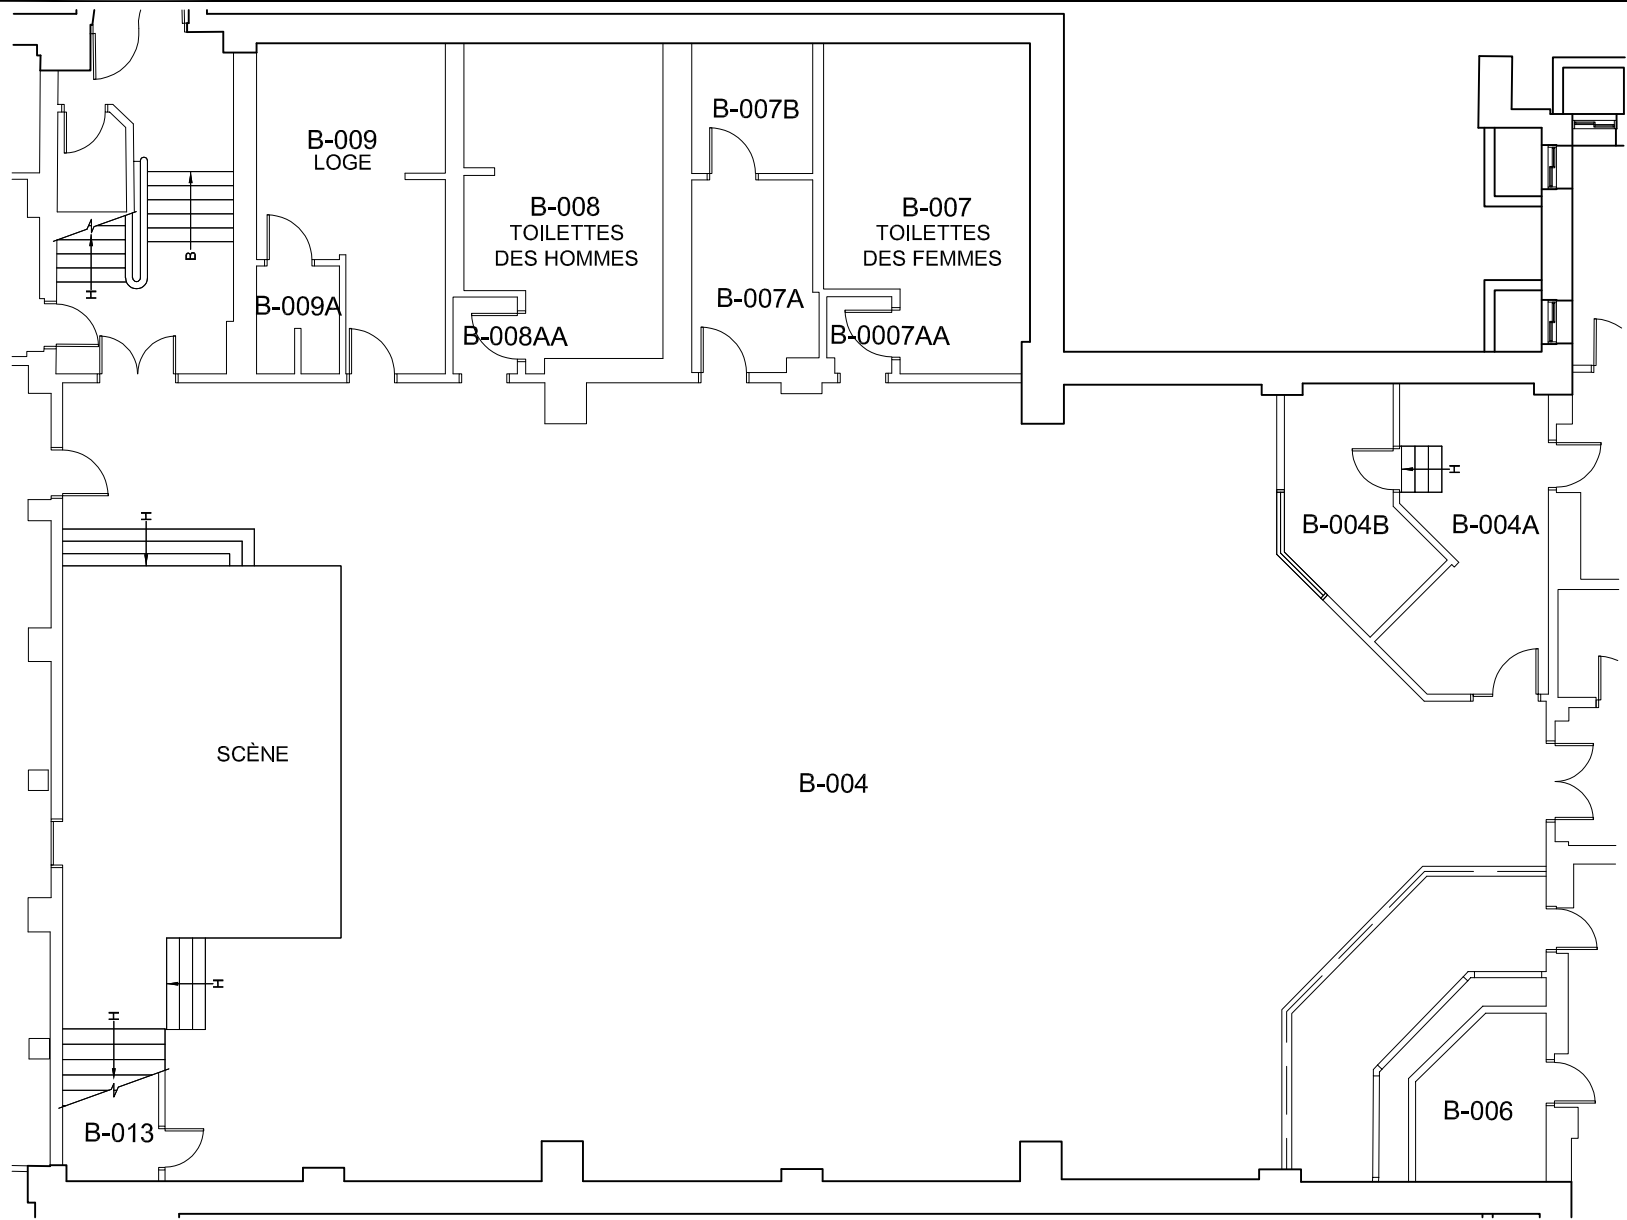 B-007B
B-009
LOGE
B-008
TOILETTES
DES HOMMES
B-007
TOILETTES
DES FEMMES
B
H
B-009A
B-007A
B-008AA
B-0007AA
H
H
B-004B
B-004A
SCÈNE
B-004
H
H
B-013
B-006